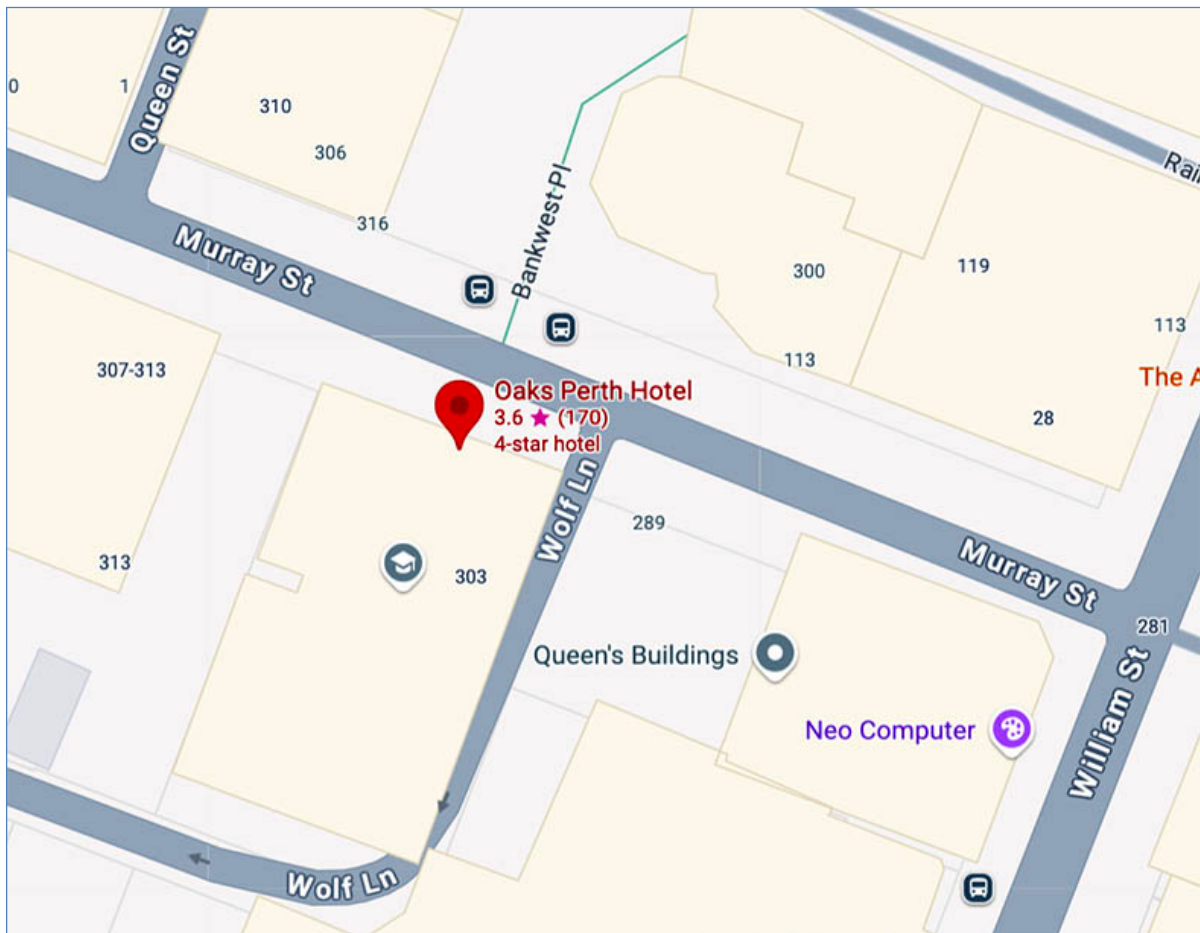 Queen St
0
1
310
306
316
Bankwest Pl
Murray St
300
119
113
113
28
307-313
Oaks Perth Hotel
3.6 ★ (170)
4-star hotel
Wolf Ln
289
303
313
Murray St
281
Queen's Buildings
Neo Computer
William St
Wolf Ln